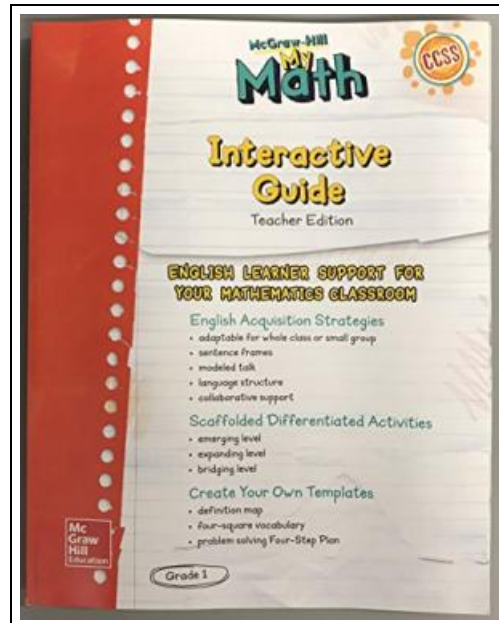 McGraw-Hill
My
Math
CCSS
Interactive
Guide
Teacher Edition
ENGLISH LEARNER SUPPORT FOR
YOUR MATHEMATICS CLASSROOM
English Acquisition Strategies
• adaptable for whole class or small group
• sentence frames
• modeled talk
• language structure
• collaborative support
Scaffolded Differentiated Activities
• emerging level
• expanding level
• bridging level
Create Your Own Templates
• definition map
• four-square vocabulary
• problem solving Four-Step Plan
Mc
Graw
Hill
Education
Grade 1